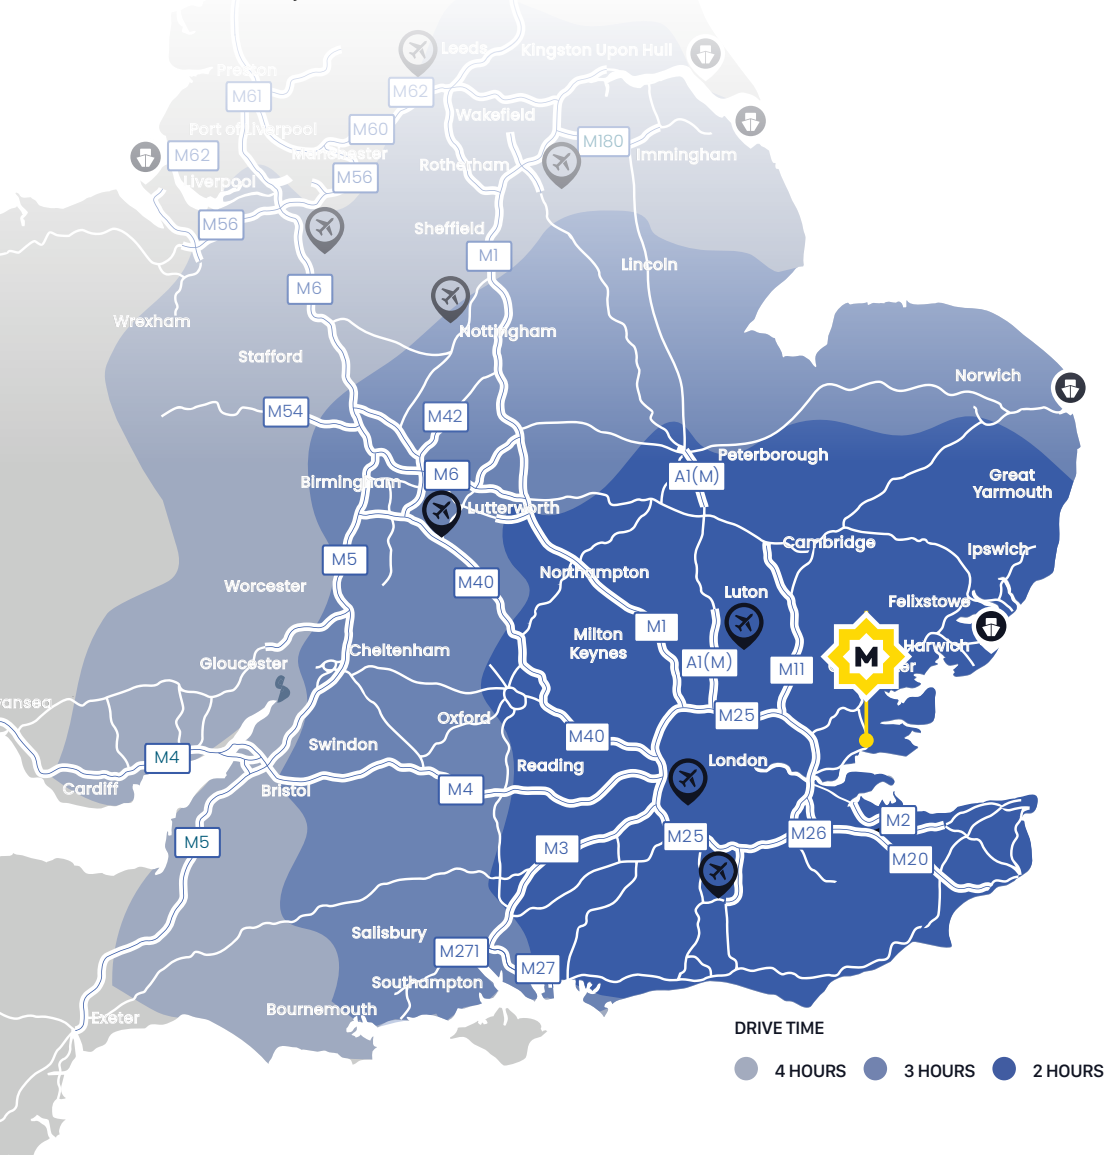 Leeds
Kingston Upon Hull
Preston
M61
M62
Wakefield
Port of Liverpool
M60
M180
Manchester
M62
Immingham
Rotherham
M56
Liverpool
M56
Sheffield
M1
Lincoln
M6
Wrexham
Nottingham
Stafford
Norwich
M54
M42
Peterborough
M6
A1(M)
Birmingham
Great
Yarmouth
Lutterworth
Cambridge
Ipswich
M5
Northampton
M40
Worcester
Luton
Felixstowe
M1
Milton
Keynes
Harwich
M
Cheltenham
Gloucester
A1(M)
M11
Oxford
M25
M40
Swindon
M4
London
Reading
Cardiff
Bristol
M4
M2
M25
M26
M5
M3
M20
Salisbury
M271
M27
Southampton
Bournemouth
Exeter
DRIVE TIME
4 HOURS
3 HOURS
2 HOURS